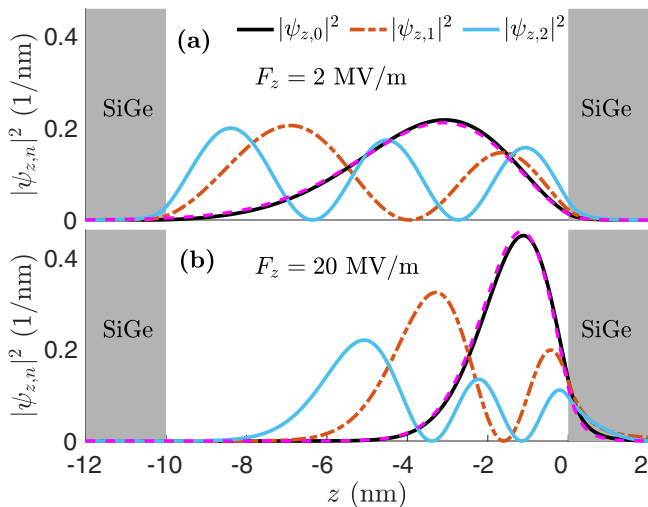 (a)
|ψz,0|² |ψz,1|² |ψz,2|²
Fz = 2 MV/m
SiGe
SiGe
|ψz,n|² (1/nm)
0.4
0.2
0
(b)
Fz = 20 MV/m
SiGe
SiGe
|ψz,n|² (1/nm)
0.4
0.2
0
-12 -10 -8 -6 -4 -2 0 2
z (nm)